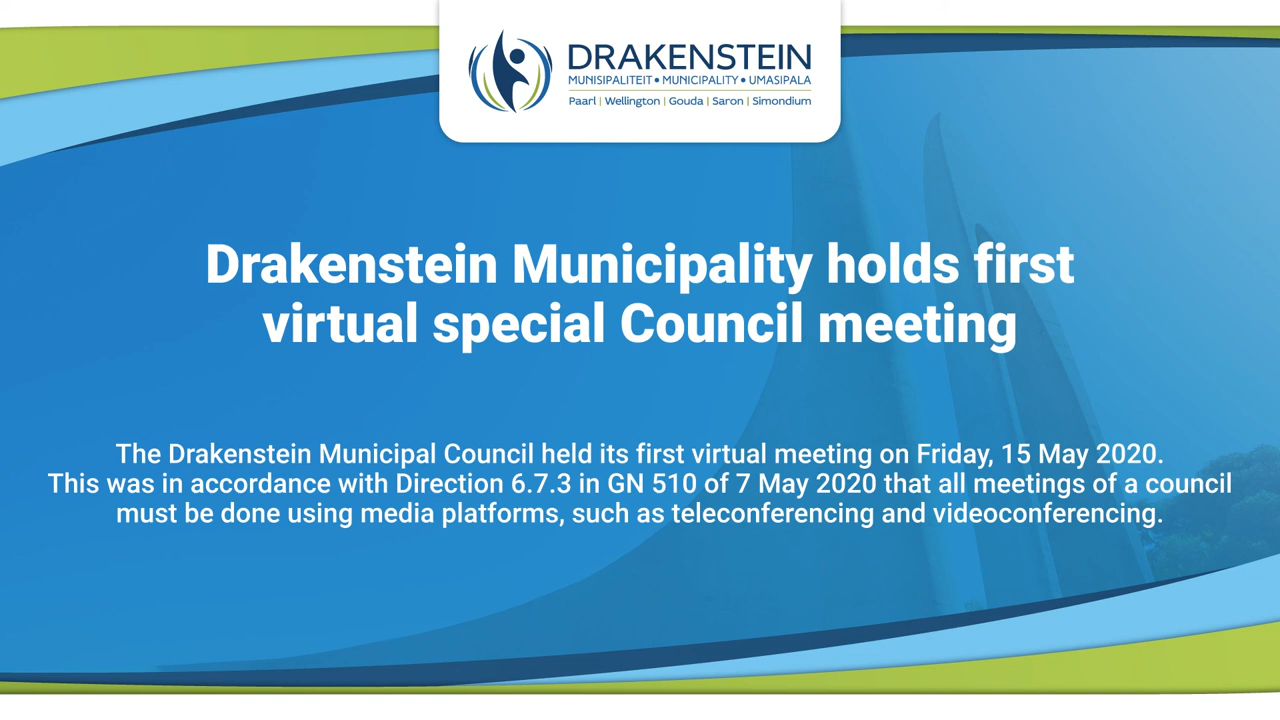 DRAKENSTEIN
MUNISIPALITEIT • MUNICIPALITY • UMASIPALA
Paarl | Wellington | Gouda | Saron | Simondium
Drakenstein Municipality holds first
virtual special Council meeting
The Drakenstein Municipal Council held its first virtual meeting on Friday, 15 May 2020.
This was in accordance with Direction 6.7.3 in GN 510 of 7 May 2020 that all meetings of a council
must be done using media platforms, such as teleconferencing and videoconferencing.